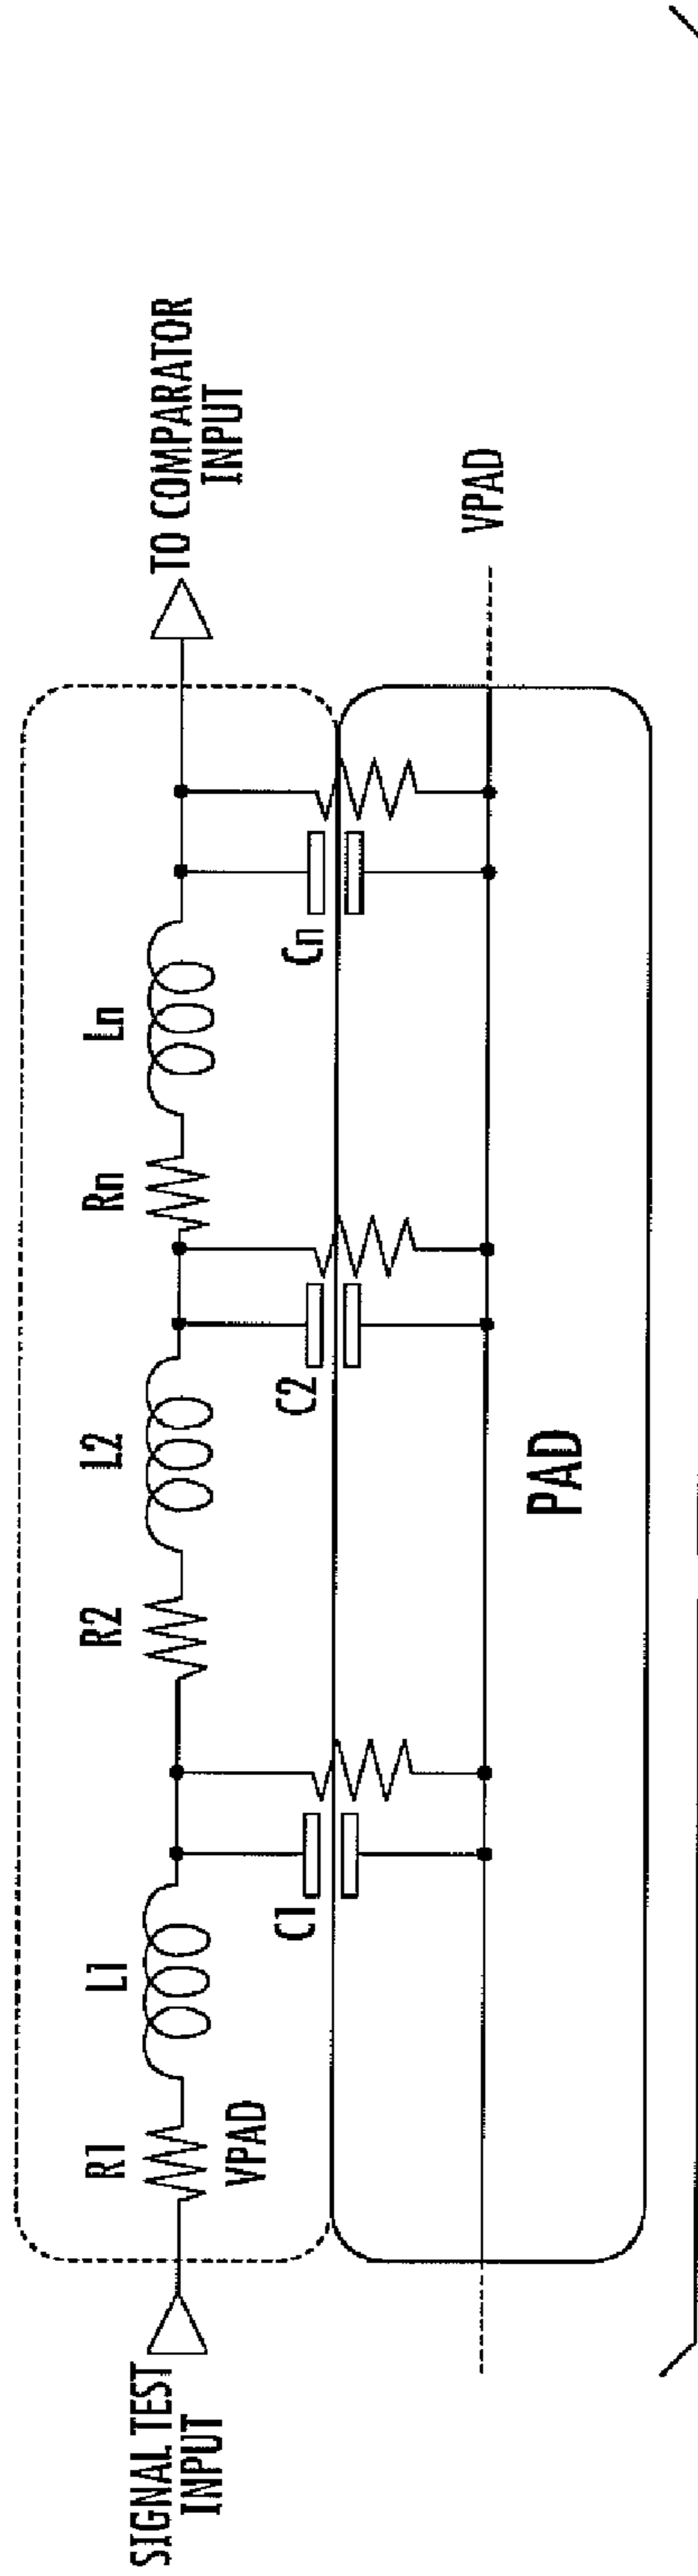 SIGNAL TEST
INPUT
R1
L1
VPAD
C1
R2
L2
C2
Rn
Ln
Cn
TO COMPARATOR
INPUT
VPAD
PAD